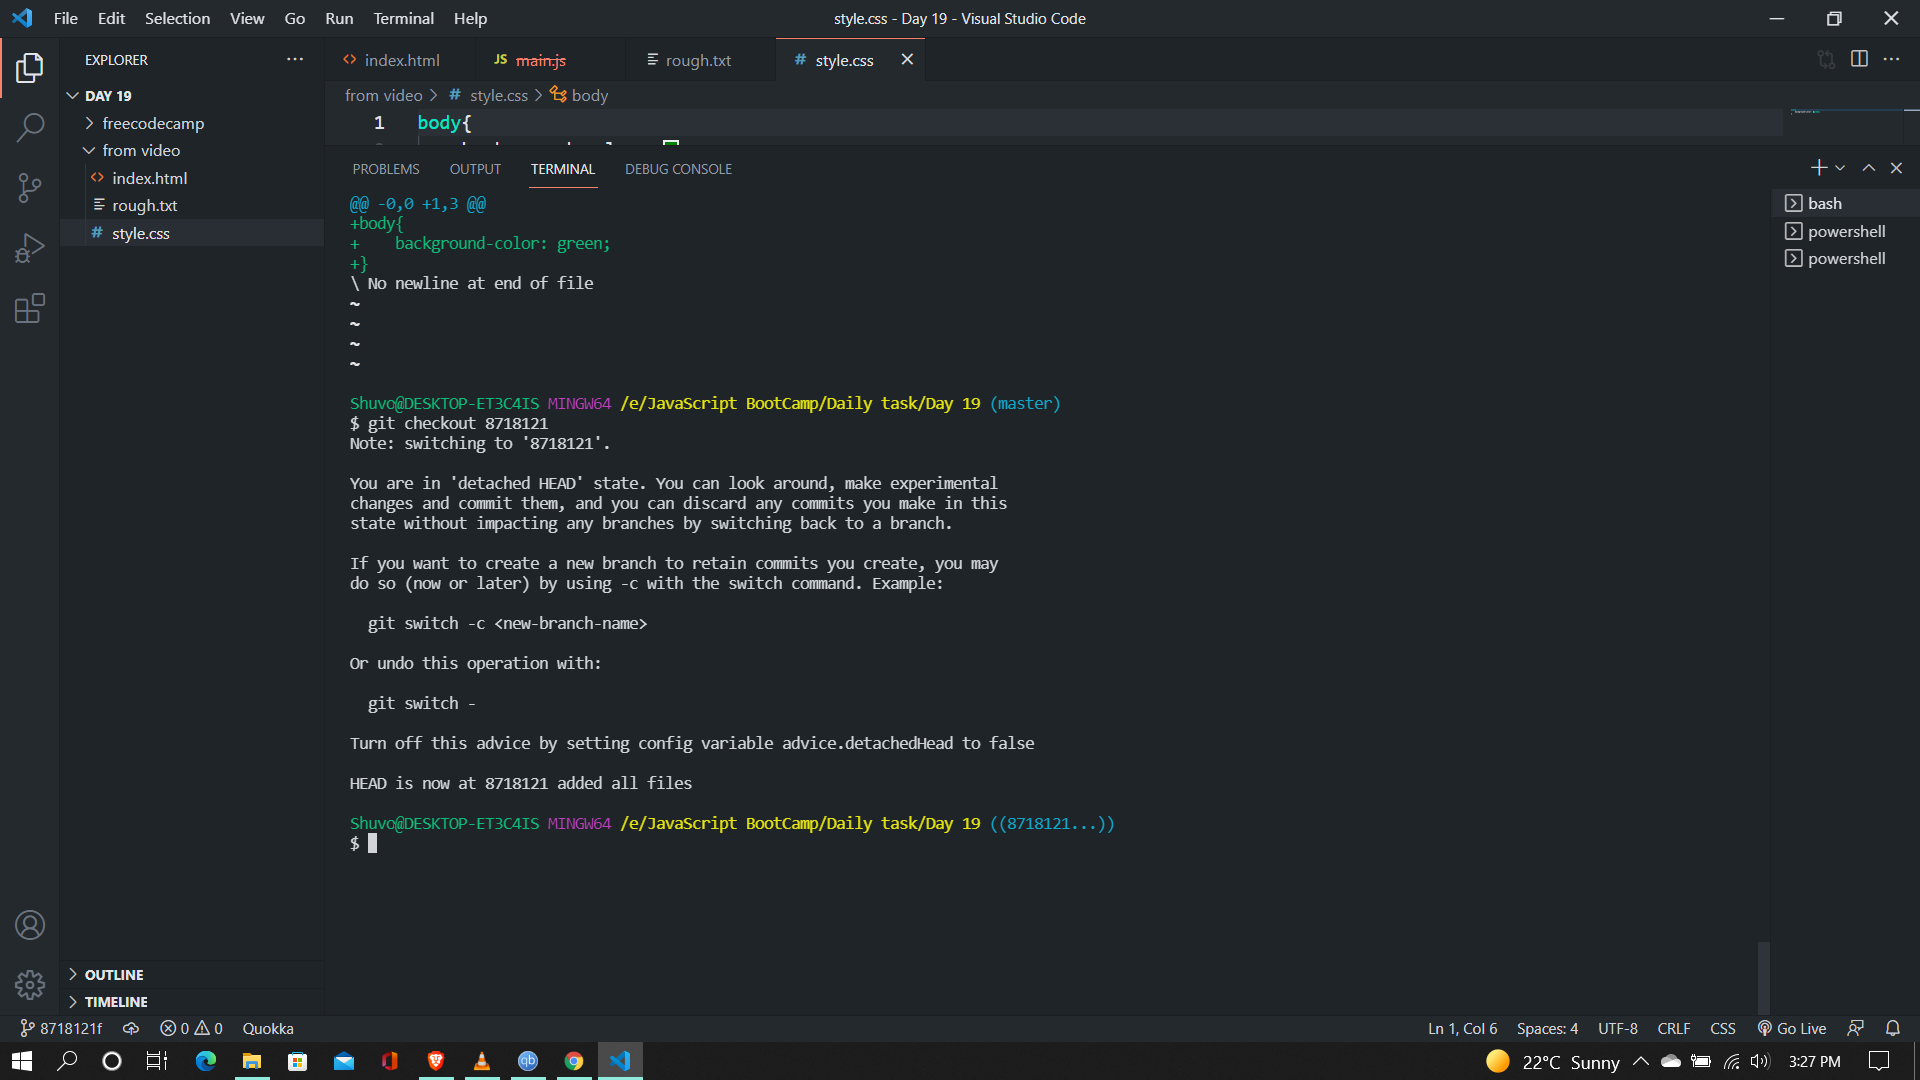 File Edit Selection View Go Run Terminal Help
style.css - Day 19 - Visual Studio Code
EXPLORER
DAY 19
freecodecamp
from video
index.html
rough.txt
style.css
OUTLINE
TIMELINE
index.html
JS main.js
rough.txt
# style.css
from video > # style.css > body
1 body{
PROBLEMS OUTPUT TERMINAL DEBUG CONSOLE
bash
powershell
powershell
@@ -0,0 +1,3 @@
+body{
+    background-color: green;
+}
\ No newline at end of file
~
~
~
~
Shuvo@DESKTOP-ET3C4IS MINGW64 /e/JavaScript BootCamp/Daily task/Day 19 (master)
$ git checkout 8718121
Note: switching to '8718121'.
You are in 'detached HEAD' state. You can look around, make experimental
changes and commit them, and you can discard any commits you make in this
state without impacting any branches by switching back to a branch.
If you want to create a new branch to retain commits you create, you may
do so (now or later) by using -c with the switch command. Example:
git switch -c <new-branch-name>
Or undo this operation with:
git switch -
Turn off this advice by setting config variable advice.detachedHead to false
HEAD is now at 8718121 added all files
Shuvo@DESKTOP-ET3C4IS MINGW64 /e/JavaScript BootCamp/Daily task/Day 19 ((8718121...))
$
8718121f 0 0 Quokka
Ln 1, Col 6 Spaces: 4 UTF-8 CRLF CSS Go Live
qb
22°C Sunny 3:27 PM